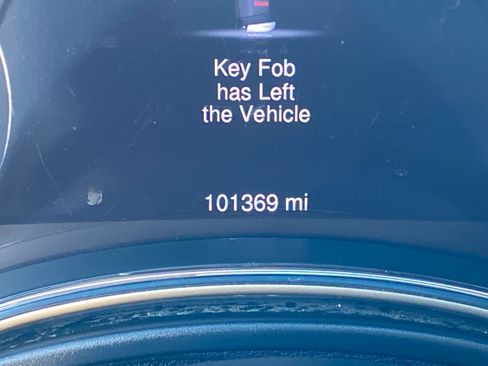 Key Fob
has Left
the Vehicle
101369 mi